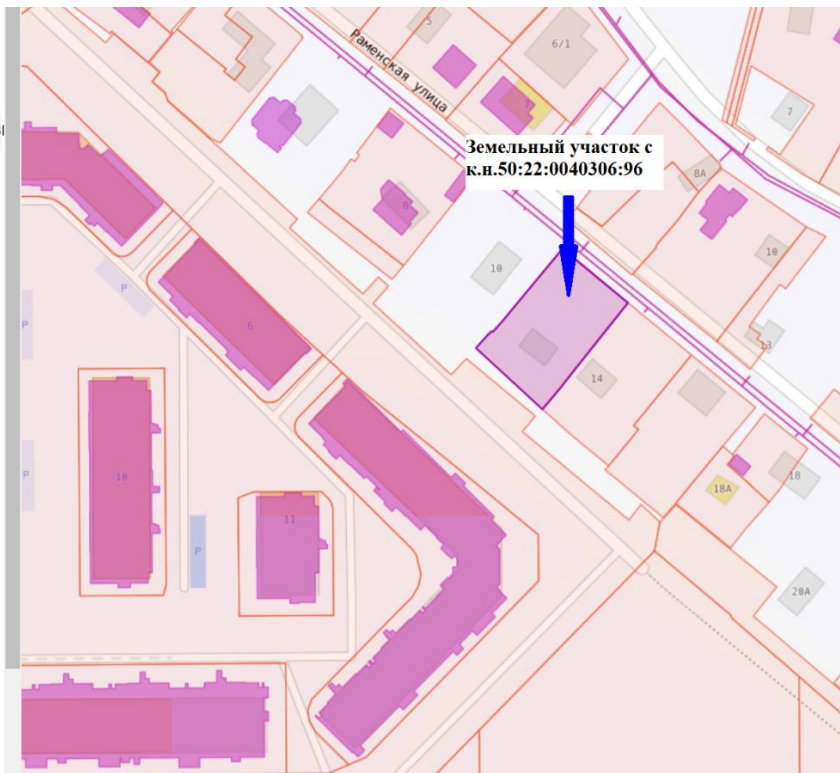 5
6/1
Раменская улица
7
7
Земельный участок с
к.н.50:22:0040306:96
8А
8
10
10
Р
13
Р
6
14
10
18А
18
Р
11
Р
20А